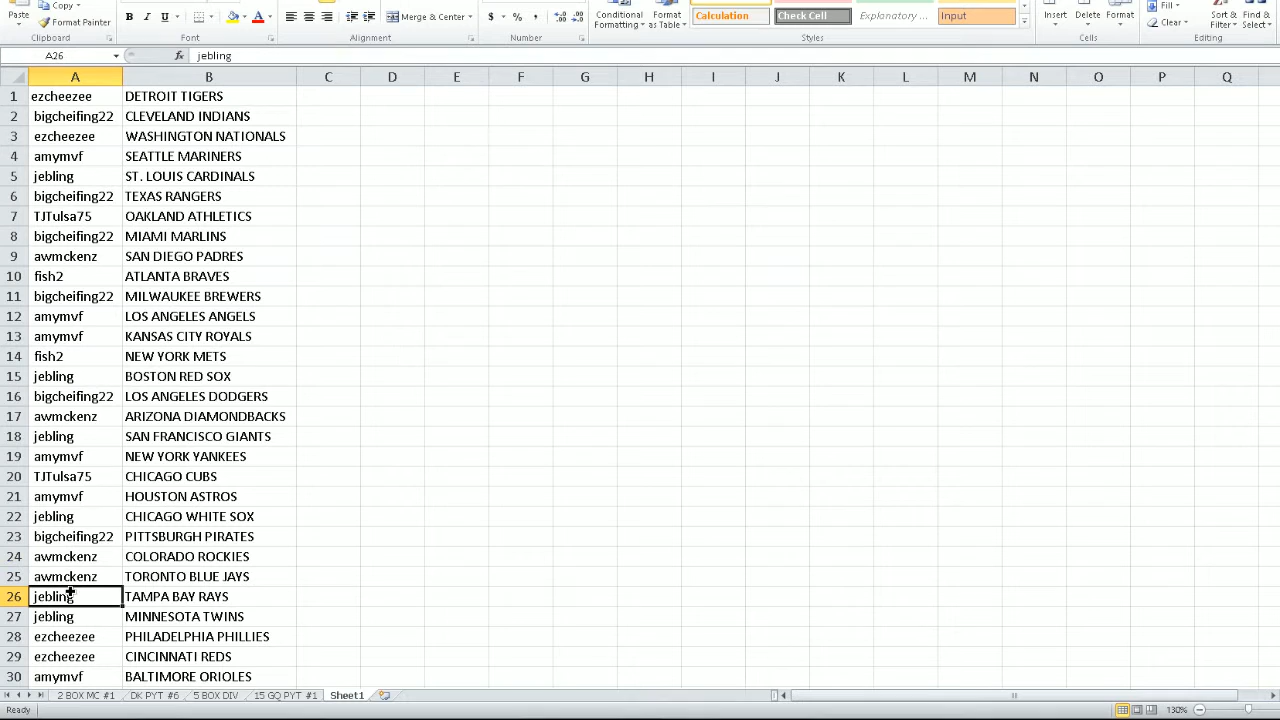 Paste
Copy
Format Painter
Clipboard
B I U
A
Font
Merge & Center
Alignment
$ % ,
Number
Conditional Formatting
Format as Table
Calculation
Check Cell
Explanatory ...
Input
Styles
Insert Delete Format
Cells
Fill
Clear
Sort & Filter
Find & Select
Editing
A26 fx jebling
A B C D E F G H I J K L M N O P Q
1 ezcheezee DETROIT TIGERS
2 bigcheifing22 CLEVELAND INDIANS
3 ezcheezee WASHINGTON NATIONALS
4 amymvf SEATTLE MARINERS
5 jebling ST. LOUIS CARDINALS
6 bigcheifing22 TEXAS RANGERS
7 TJTulsa75 OAKLAND ATHLETICS
8 bigcheifing22 MIAMI MARLINS
9 awmckenz SAN DIEGO PADRES
10 fish2 ATLANTA BRAVES
11 bigcheifing22 MILWAUKEE BREWERS
12 amymvf LOS ANGELES ANGELS
13 amymvf KANSAS CITY ROYALS
14 fish2 NEW YORK METS
15 jebling BOSTON RED SOX
16 bigcheifing22 LOS ANGELES DODGERS
17 awmckenz ARIZONA DIAMONDBACKS
18 jebling SAN FRANCISCO GIANTS
19 amymvf NEW YORK YANKEES
20 TJTulsa75 CHICAGO CUBS
21 amymvf HOUSTON ASTROS
22 jebling CHICAGO WHITE SOX
23 bigcheifing22 PITTSBURGH PIRATES
24 awmckenz COLORADO ROCKIES
25 awmckenz TORONTO BLUE JAYS
26 jebling TAMPA BAY RAYS
27 jebling MINNESOTA TWINS
28 ezcheezee PHILADELPHIA PHILLIES
29 ezcheezee CINCINNATI REDS
30 amymvf BALTIMORE ORIOLES
2 BOX MC #1 DK PYT #6 5 BOX DIV 15 GQ PYT #1 Sheet1
Ready 130%